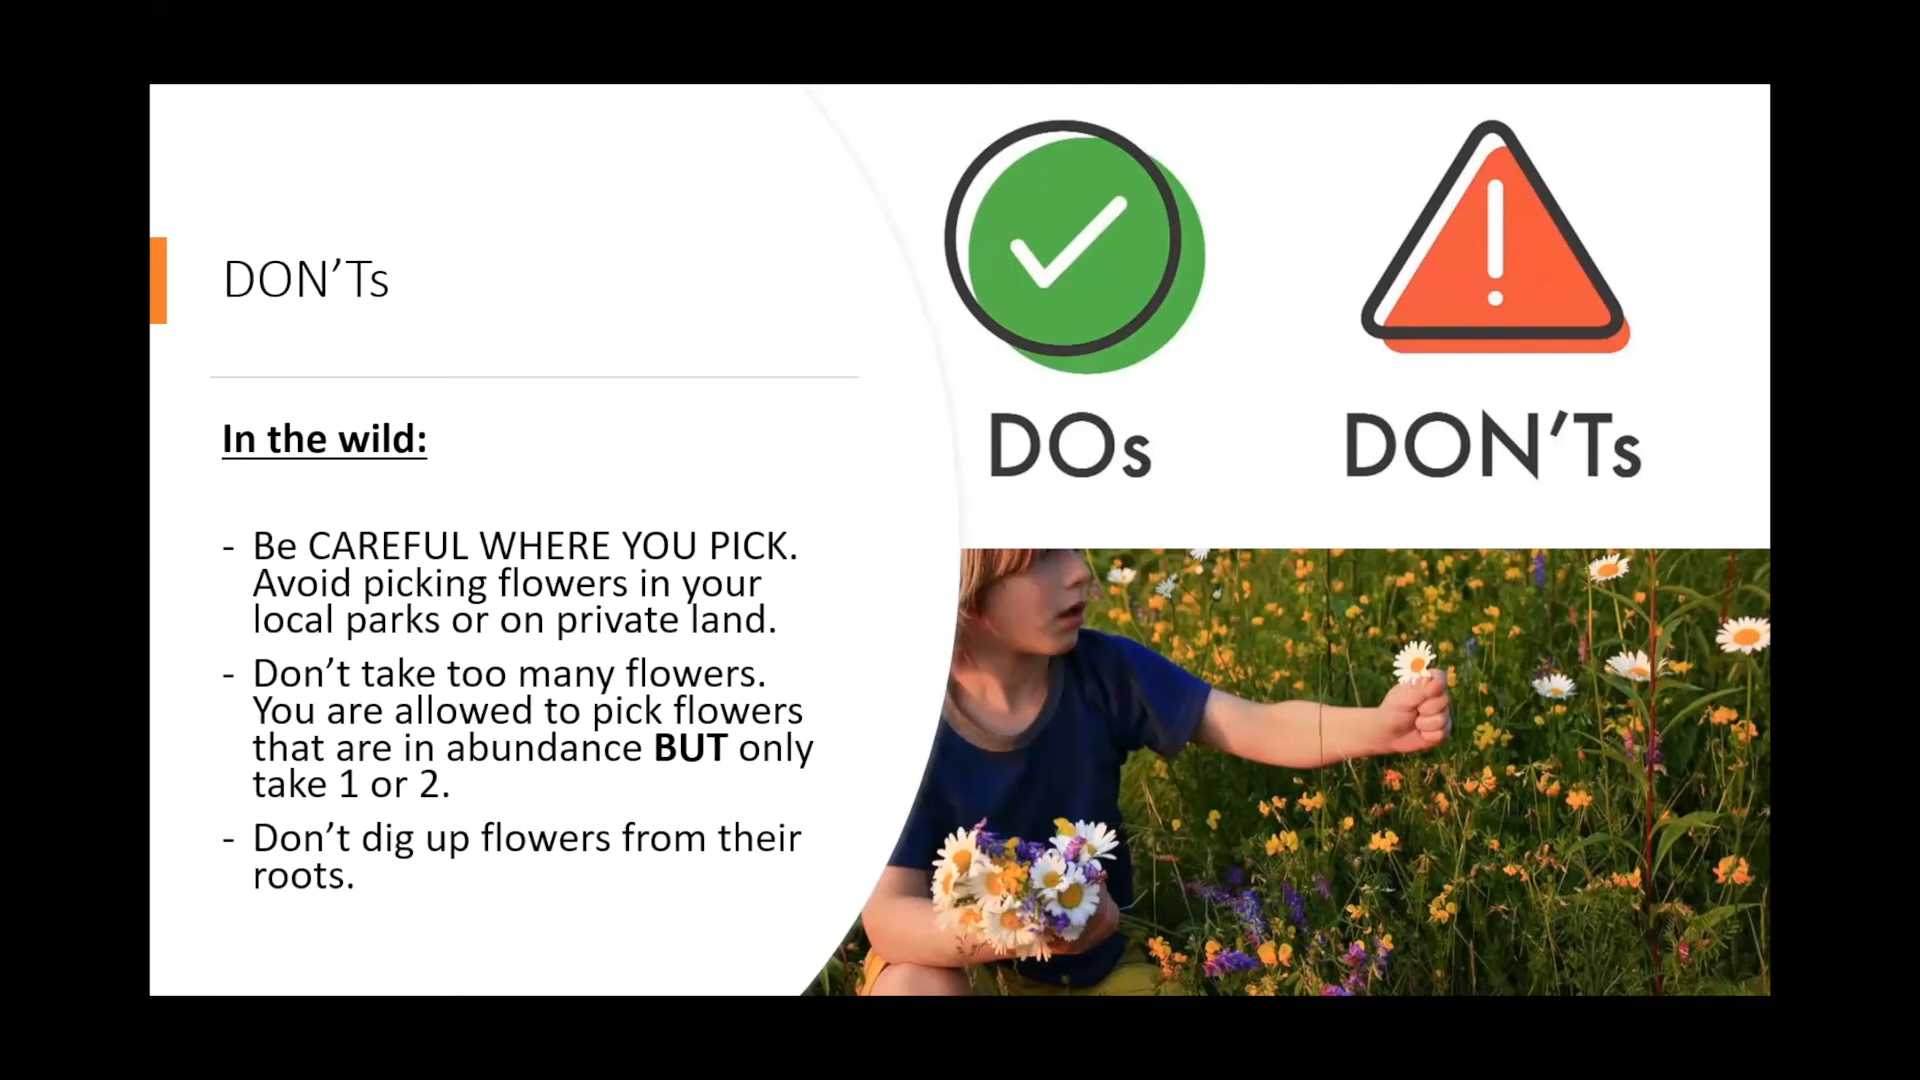 DON'Ts
In the wild:
- Be CAREFUL WHERE YOU PICK.
Avoid picking flowers in your
local parks or on private land.
- Don't take too many flowers.
You are allowed to pick flowers
that are in abundance BUT only
take 1 or 2.
- Don't dig up flowers from their
roots.
DOs
DON'Ts